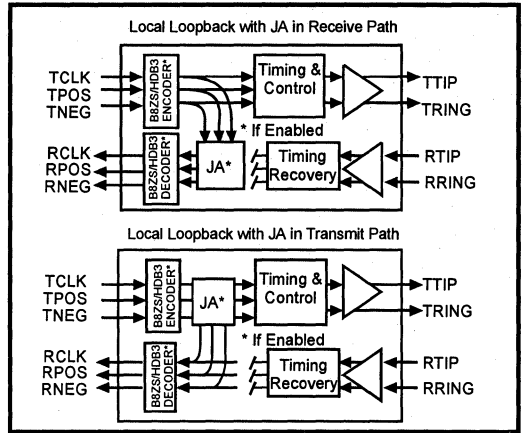 Local Loopback with JA in Receive Path
TCLK
TPOS
TNEG
B8ZS/HDB3
ENCODER*
Timing &
Control
TTIP
TRING
* If Enabled
RCLK
RPOS
RNEG
B8ZS/HDB3
DECODER*
JA*
Timing
Recovery
RTIP
RRING
Local Loopback with JA in Transmit Path
TCLK
TPOS
TNEG
B8ZS/HDB3
ENCODER*
JA*
Timing &
Control
TTIP
TRING
* If Enabled
RCLK
RPOS
RNEG
B8ZS/HDB3
DECODER*
Timing
Recovery
RTIP
RRING